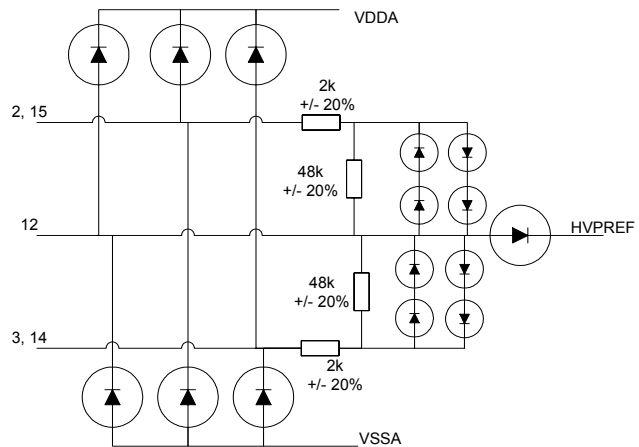 VDDA
2k
+/- 20%
2, 15
48k
+/- 20%
12
HVPREF
48k
+/- 20%
3, 14
2k
+/- 20%
VSSA